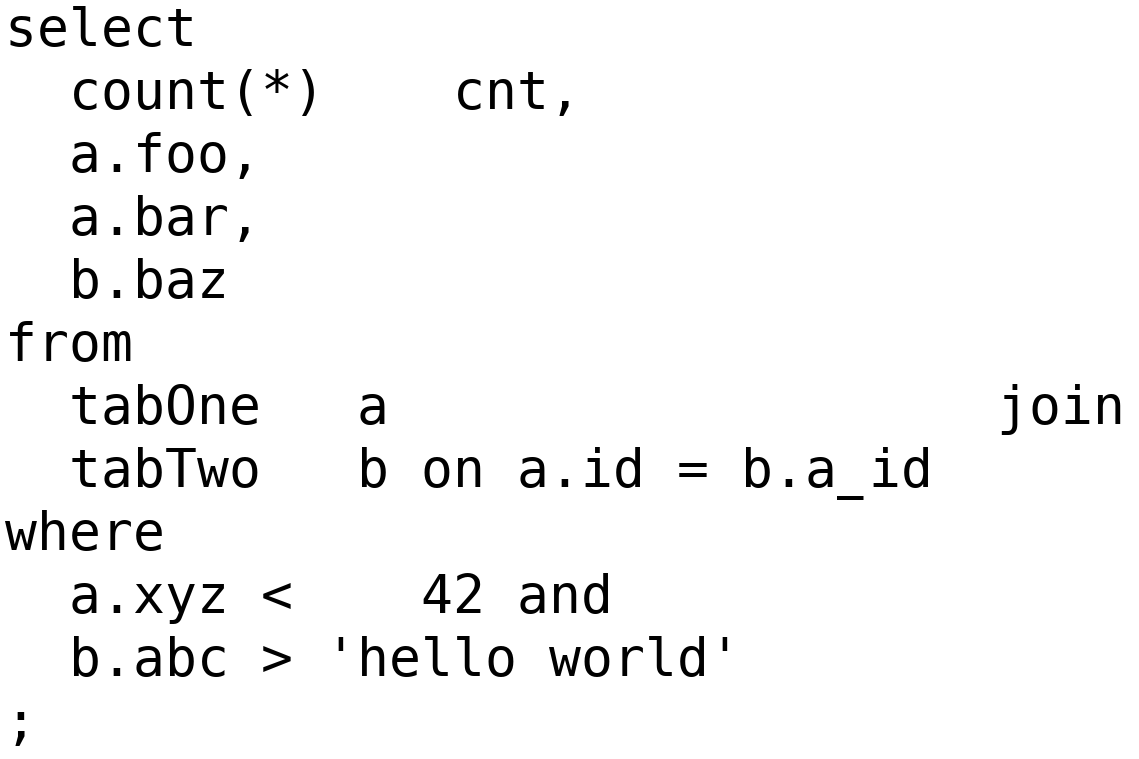 select
  count(*)    cnt,
  a.foo,
  a.bar,
  b.baz
from
  tabOne   a                   join
  tabTwo   b on a.id = b.a_id
where
  a.xyz <    42 and
  b.abc > 'hello world'
;